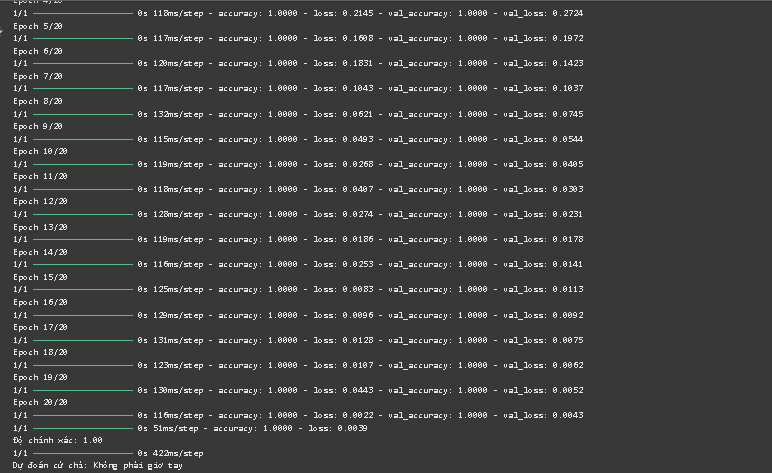 Epoch 4/20
1/1 ━━━━━━━━━━━━━━━━━━━━ 0s 118ms/step - accuracy: 1.0000 - loss: 0.2145 - val_accuracy: 1.0000 - val_loss: 0.2724
Epoch 5/20
1/1 ━━━━━━━━━━━━━━━━━━━━ 0s 117ms/step - accuracy: 1.0000 - loss: 0.1608 - val_accuracy: 1.0000 - val_loss: 0.1972
Epoch 6/20
1/1 ━━━━━━━━━━━━━━━━━━━━ 0s 120ms/step - accuracy: 1.0000 - loss: 0.1831 - val_accuracy: 1.0000 - val_loss: 0.1423
Epoch 7/20
1/1 ━━━━━━━━━━━━━━━━━━━━ 0s 117ms/step - accuracy: 1.0000 - loss: 0.1043 - val_accuracy: 1.0000 - val_loss: 0.1037
Epoch 8/20
1/1 ━━━━━━━━━━━━━━━━━━━━ 0s 132ms/step - accuracy: 1.0000 - loss: 0.0621 - val_accuracy: 1.0000 - val_loss: 0.0745
Epoch 9/20
1/1 ━━━━━━━━━━━━━━━━━━━━ 0s 115ms/step - accuracy: 1.0000 - loss: 0.0493 - val_accuracy: 1.0000 - val_loss: 0.0544
Epoch 10/20
1/1 ━━━━━━━━━━━━━━━━━━━━ 0s 119ms/step - accuracy: 1.0000 - loss: 0.0268 - val_accuracy: 1.0000 - val_loss: 0.0405
Epoch 11/20
1/1 ━━━━━━━━━━━━━━━━━━━━ 0s 118ms/step - accuracy: 1.0000 - loss: 0.0407 - val_accuracy: 1.0000 - val_loss: 0.0303
Epoch 12/20
1/1 ━━━━━━━━━━━━━━━━━━━━ 0s 128ms/step - accuracy: 1.0000 - loss: 0.0274 - val_accuracy: 1.0000 - val_loss: 0.0231
Epoch 13/20
1/1 ━━━━━━━━━━━━━━━━━━━━ 0s 119ms/step - accuracy: 1.0000 - loss: 0.0186 - val_accuracy: 1.0000 - val_loss: 0.0178
Epoch 14/20
1/1 ━━━━━━━━━━━━━━━━━━━━ 0s 116ms/step - accuracy: 1.0000 - loss: 0.0253 - val_accuracy: 1.0000 - val_loss: 0.0141
Epoch 15/20
1/1 ━━━━━━━━━━━━━━━━━━━━ 0s 125ms/step - accuracy: 1.0000 - loss: 0.0083 - val_accuracy: 1.0000 - val_loss: 0.0113
Epoch 16/20
1/1 ━━━━━━━━━━━━━━━━━━━━ 0s 129ms/step - accuracy: 1.0000 - loss: 0.0096 - val_accuracy: 1.0000 - val_loss: 0.0092
Epoch 17/20
1/1 ━━━━━━━━━━━━━━━━━━━━ 0s 131ms/step - accuracy: 1.0000 - loss: 0.0128 - val_accuracy: 1.0000 - val_loss: 0.0075
Epoch 18/20
1/1 ━━━━━━━━━━━━━━━━━━━━ 0s 123ms/step - accuracy: 1.0000 - loss: 0.0107 - val_accuracy: 1.0000 - val_loss: 0.0062
Epoch 19/20
1/1 ━━━━━━━━━━━━━━━━━━━━ 0s 130ms/step - accuracy: 1.0000 - loss: 0.0443 - val_accuracy: 1.0000 - val_loss: 0.0052
Epoch 20/20
1/1 ━━━━━━━━━━━━━━━━━━━━ 0s 116ms/step - accuracy: 1.0000 - loss: 0.0022 - val_accuracy: 1.0000 - val_loss: 0.0043
1/1 ━━━━━━━━━━━━━━━━━━━━ 0s 51ms/step - accuracy: 1.0000 - loss: 0.0039
Độ chính xác: 1.00
1/1 ━━━━━━━━━━━━━━━━━━━━ 0s 422ms/step
Dự đoán cử chỉ: Không phải giơ tay